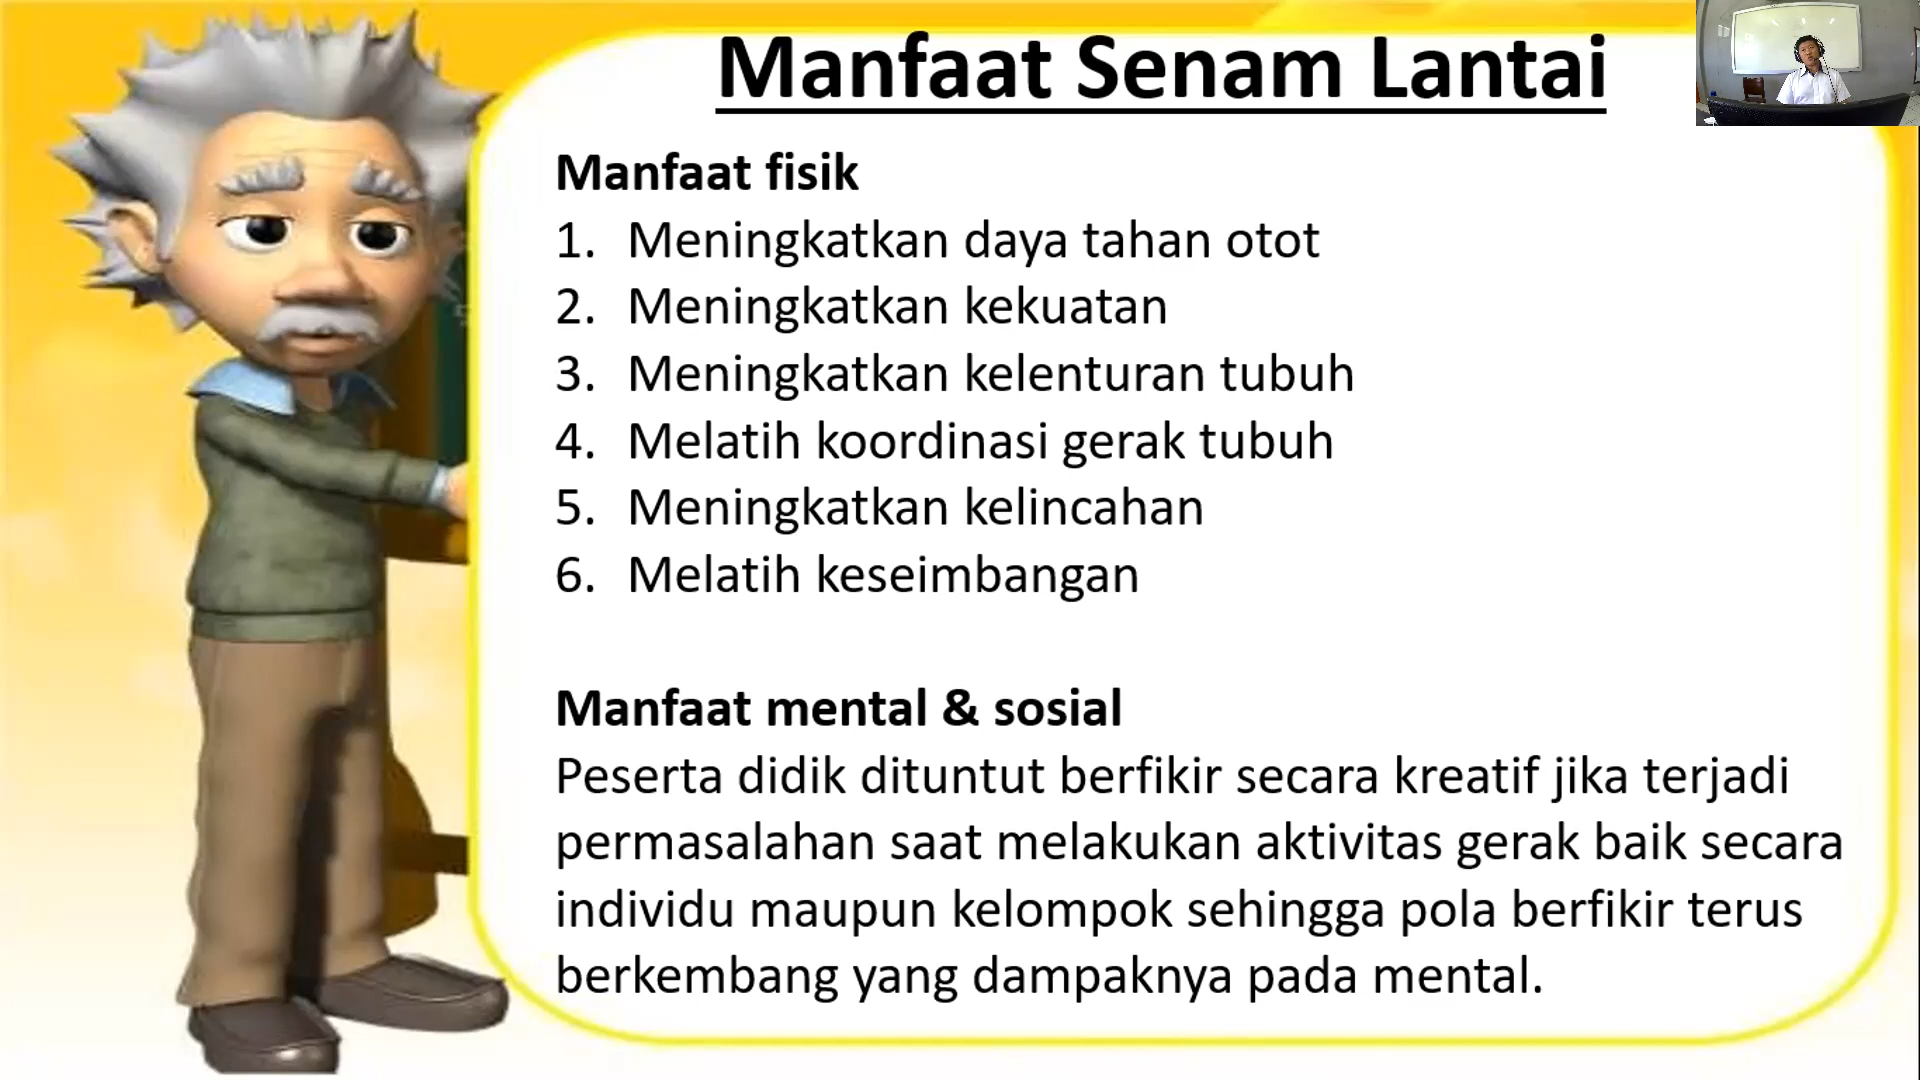 Manfaat Senam Lantai
Manfaat fisik
1. Meningkatkan daya tahan otot
2. Meningkatkan kekuatan
3. Meningkatkan kelenturan tubuh
4. Melatih koordinasi gerak tubuh
5. Meningkatkan kelincahan
6. Melatih keseimbangan
Manfaat mental & sosial
Peserta didik dituntut berfikir secara kreatif jika terjadi
permasalahan saat melakukan aktivitas gerak baik secara
individu maupun kelompok sehingga pola berfikir terus
berkembang yang dampaknya pada mental.